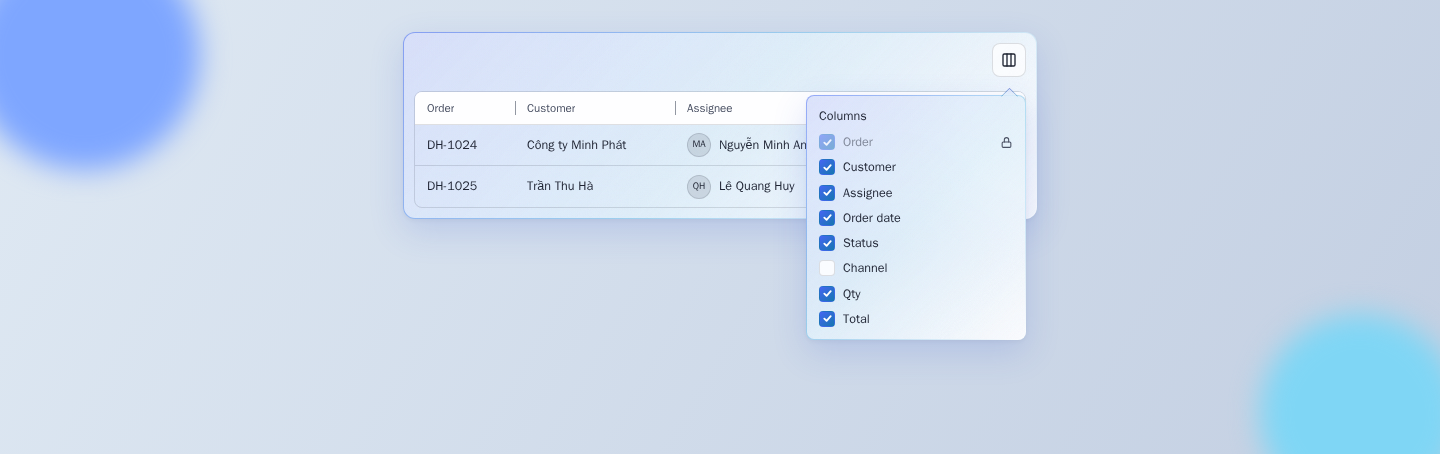 Order Customer Assignee
DH-1024 Công ty Minh Phát MA Nguyễn Minh An
DH-1025 Trần Thu Hà QH Lê Quang Huy
Columns
Order
Customer
Assignee
Order date
Status
Channel
Qty
Total